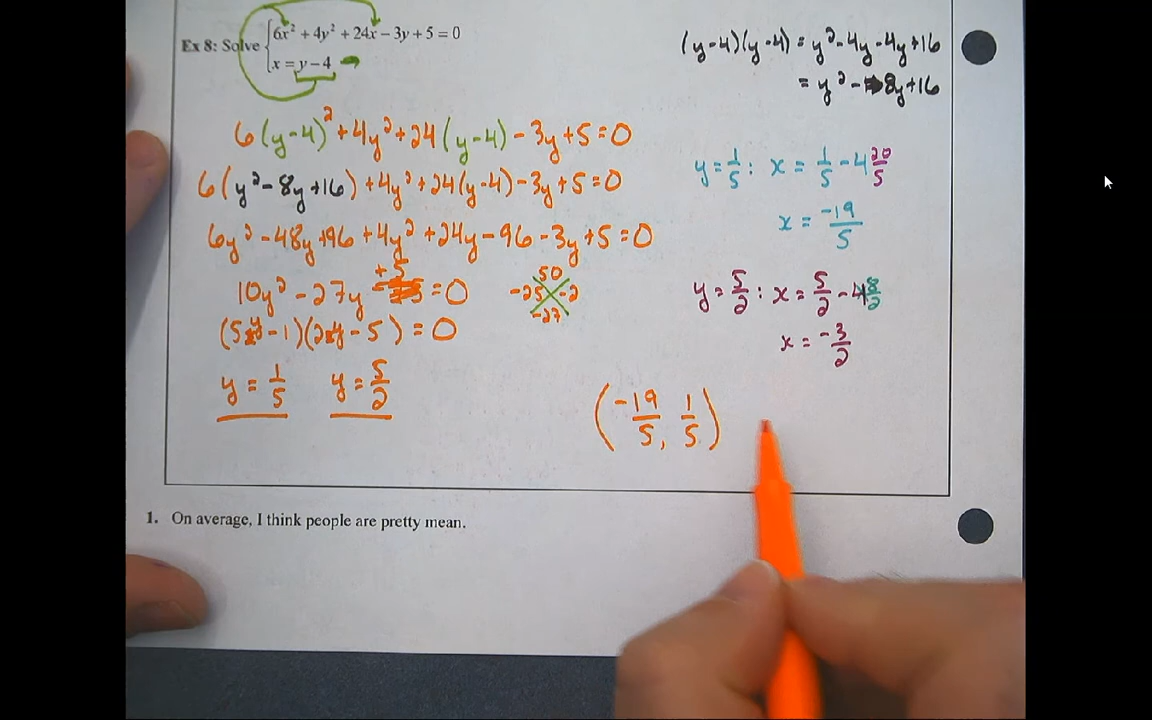 Ex 8: Solve { 6x² + 4y² + 24x − 3y + 5 = 0
x = y − 4
6(y-4)² + 4y² + 24(y-4) - 3y + 5 = 0
6(y² - 8y + 16) + 4y² + 24(y-4) - 3y + 5 = 0
6y² - 48y + 96 + 4y² + 24y - 96 - 3y + 5 = 0
10y² - 27y + 5 = 0
50
-25 -2
-27
(5y - 1)(2y - 5) = 0
y = 1/5 y = 5/2
(y-4)(y-4) = y² - 4y - 4y + 16
= y² - 8y + 16
y = 1/5 : x = 1/5 - 4 20/5
x = -19/5
y = 5/2 : x = 5/2 - 4 8/2
x = -3/2
(-19/5, 1/5)
1. On average, I think people are pretty mean.